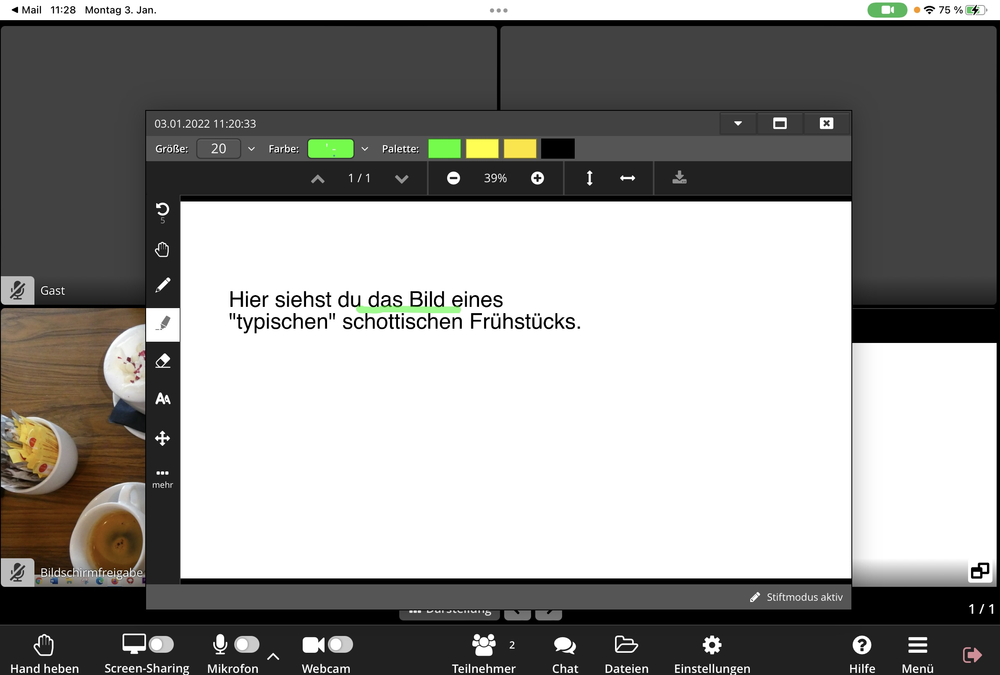 Mail 11:28 Montag 3. Jan.
75 %
03.01.2022 11:20:33
Größe: 20 Farbe: Palette:
1 / 1 39%
5
Gast
Hier siehst du das Bild eines
"typischen" schottischen Frühstücks.
mehr
Bildschirmfreigabe
Stiftmodus aktiv
Darstellung
1 / 1
2
Hand heben Screen-Sharing Mikrofon Webcam Teilnehmer Chat Dateien Einstellungen Hilfe Menü